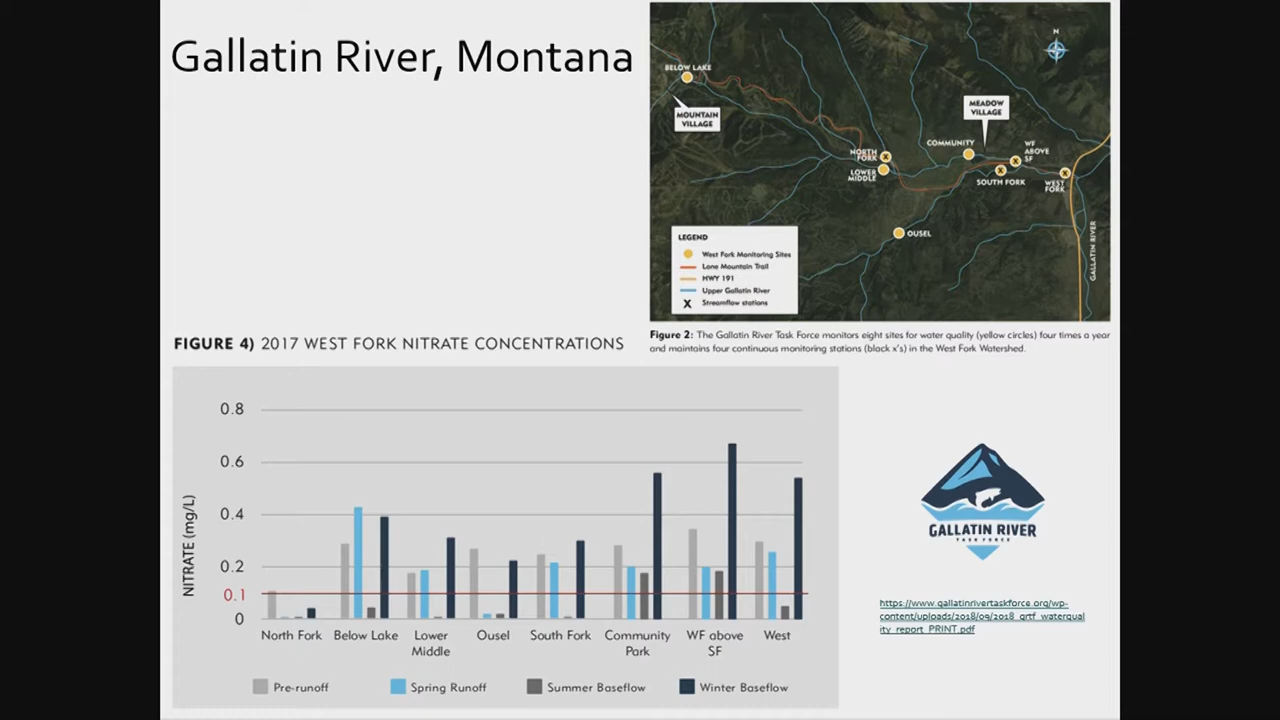 Gallatin River, Montana
BELOW LAKE
MOUNTAIN
VILLAGE
NORTH
FORK
LOWER
MIDDLE
COMMUNITY
MEADOW
VILLAGE
WF
ABOVE
SF
SOUTH FORK
WEST
FORK
OUSEL
GALLATIN RIVER
N
LEGEND
West Fork Monitoring Sites
Lone Mountain Trail
HWY 191
Upper Gallatin River
X Streamflow stations
Figure 2: The Gallatin River Task Force monitors eight sites for water quality (yellow circles) four times a year
and maintains four continuous monitoring stations (black x's) in the West Fork Watershed.
FIGURE 4) 2017 WEST FORK NITRATE CONCENTRATIONS
NITRATE (mg/L)
0.8
0.6
0.4
0.2
0.1
0
North Fork Below Lake Lower Ousel South Fork Community WF above West
Middle Park SF
Pre-runoff Spring Runoff Summer Baseflow Winter Baseflow
GALLATIN RIVER
TASK FORCE
https://www.gallatinrivertaskforce.org/wp-
content/uploads/2018/09/2018_grtf_waterqual
ity_report_PRINT.pdf